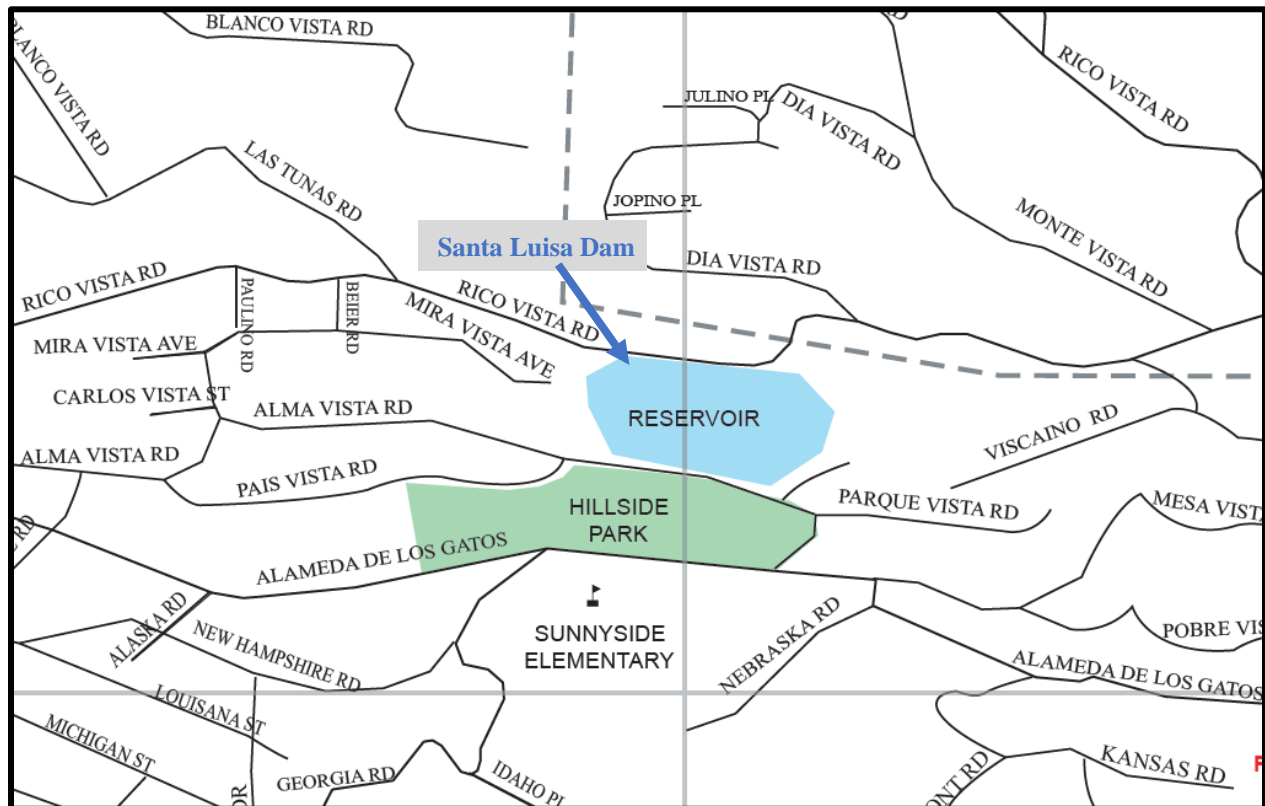 BLANCO VISTA RD
BLANCO VISTA RD
RICO VISTA RD
JULINO PL
DIA VISTA RD
LAS TUNAS RD
JOPINO PL
MONTE VISTA RD
Santa Luisa Dam
DIA VISTA RD
RICO VISTA RD
PAULINO RD
BEIER RD
MIRA VISTA AVE
RICO VISTA RD
MIRA VISTA AVE
CARLOS VISTA ST
ALMA VISTA RD
RESERVOIR
VISCAINO RD
ALMA VISTA RD
PAIS VISTA RD
PARQUE VISTA RD
MESA VISTA
HILLSIDE
PARK
E RD
ALAMEDA DE LOS GATOS
ALASKA RD
NEW HAMPSHIRE RD
SUNNYSIDE
ELEMENTARY
NEBRASKA RD
POBRE VIS
ALAMEDA DE LOS GATOS
LOUISANA ST
MICHIGAN ST
GEORGIA RD
IDAHO PL
ONT RD
KANSAS RD
DR